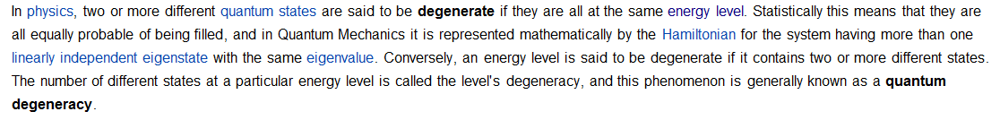 In physics, two or more different quantum states are said to be degenerate if they are all at the same energy level. Statistically this means that they are
all equally probable of being filled, and in Quantum Mechanics it is represented mathematically by the Hamiltonian for the system having more than one
linearly independent eigenstate with the same eigenvalue. Conversely, an energy level is said to be degenerate if it contains two or more different states.
The number of different states at a particular energy level is called the level's degeneracy, and this phenomenon is generally known as a quantum
degeneracy.